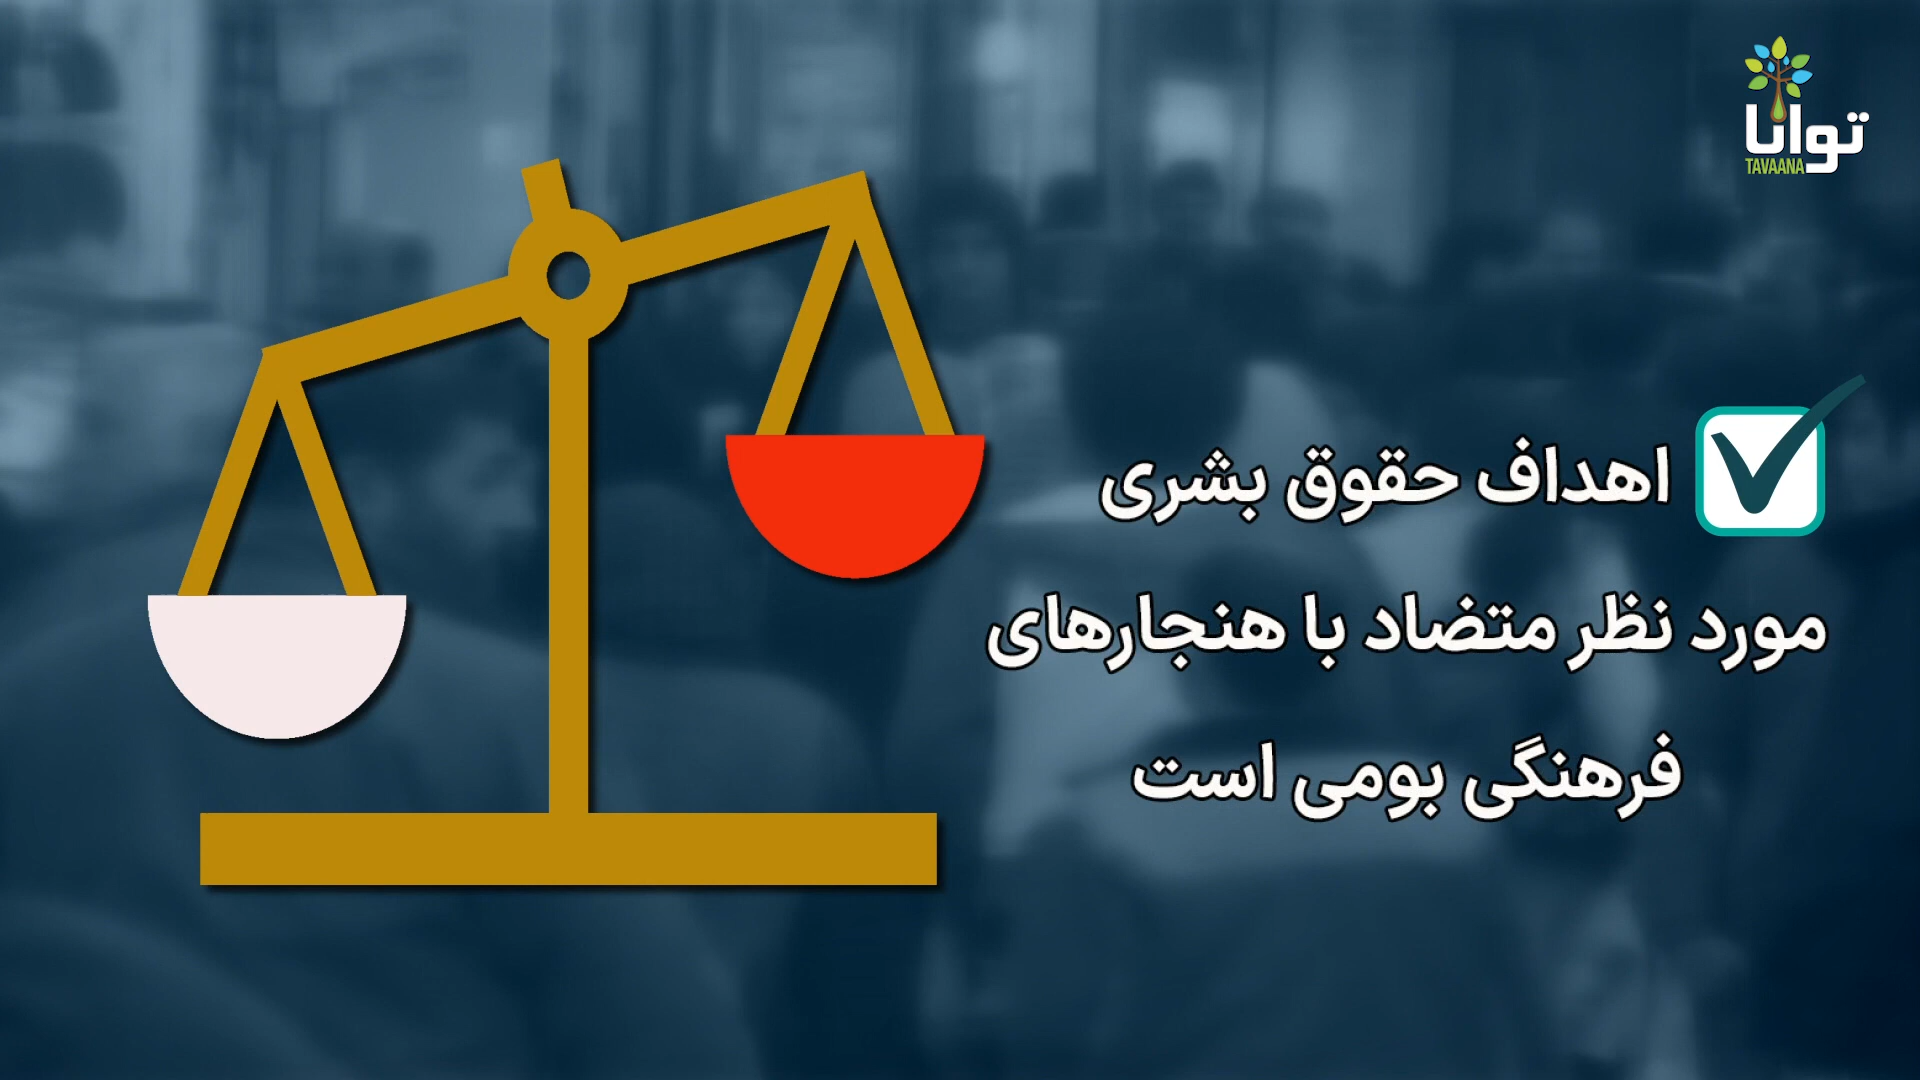 توانا
TAVAANA
اهداف حقوق بشری
مورد نظر متضاد با هنجارهای
فرهنگی بومی است